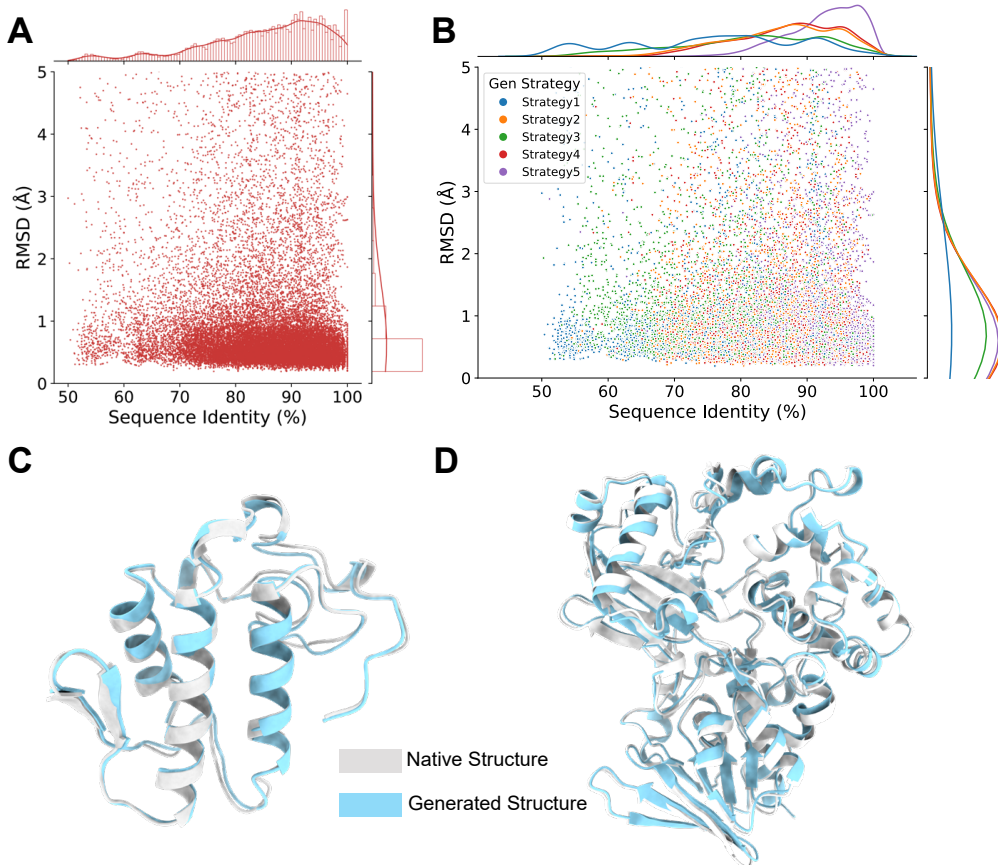 A
5
4
3
2
1
0
RMSD (Å)
50 60 70 80 90 100
Sequence Identity (%)
B
5
4
3
2
1
0
RMSD (Å)
Gen Strategy
Strategy1
Strategy2
Strategy3
Strategy4
Strategy5
50 60 70 80 90 100
Sequence Identity (%)
C
D
Native Structure
Generated Structure